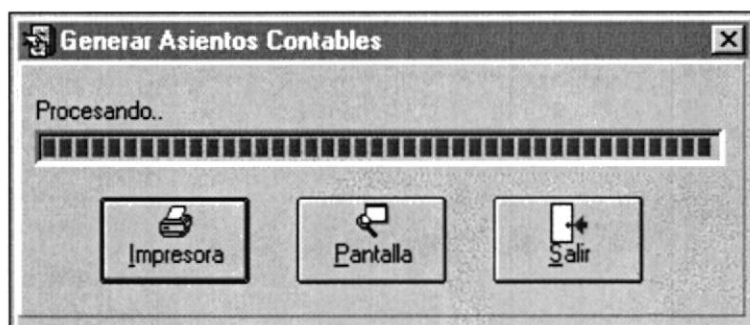 Generar Asientos Contables
Procesando..
Impresora
Pantalla
Salir